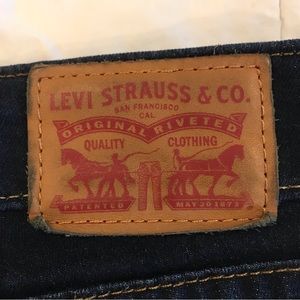 LEVI STRAUSS & CO.
SAN FRANCISCO
CAL
ORIGINAL RIVETED
QUALITY CLOTHING
PATENTED MAY 20 1873